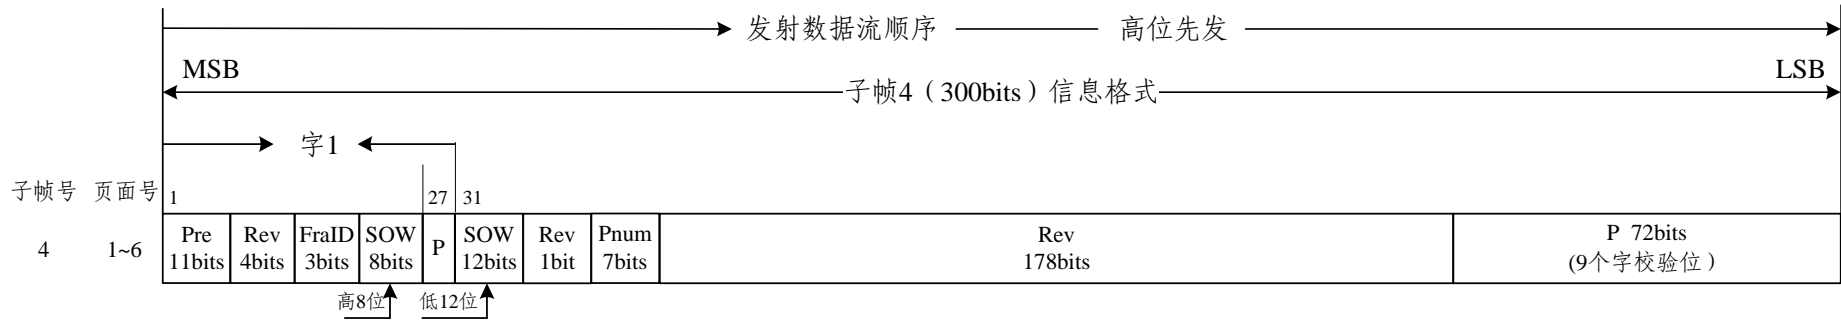 发射数据流顺序 高位先发
MSB LSB
子帧4（300bits）信息格式
字1
子帧号 页面号 1 27 31
4 1~6
Pre
11bits
Rev
4bits
FraID
3bits
SOW
8bits
P
SOW
12bits
Rev
1bit
Pnum
7bits
Rev
178bits
P 72bits
(9个字校验位）
高8位 低12位